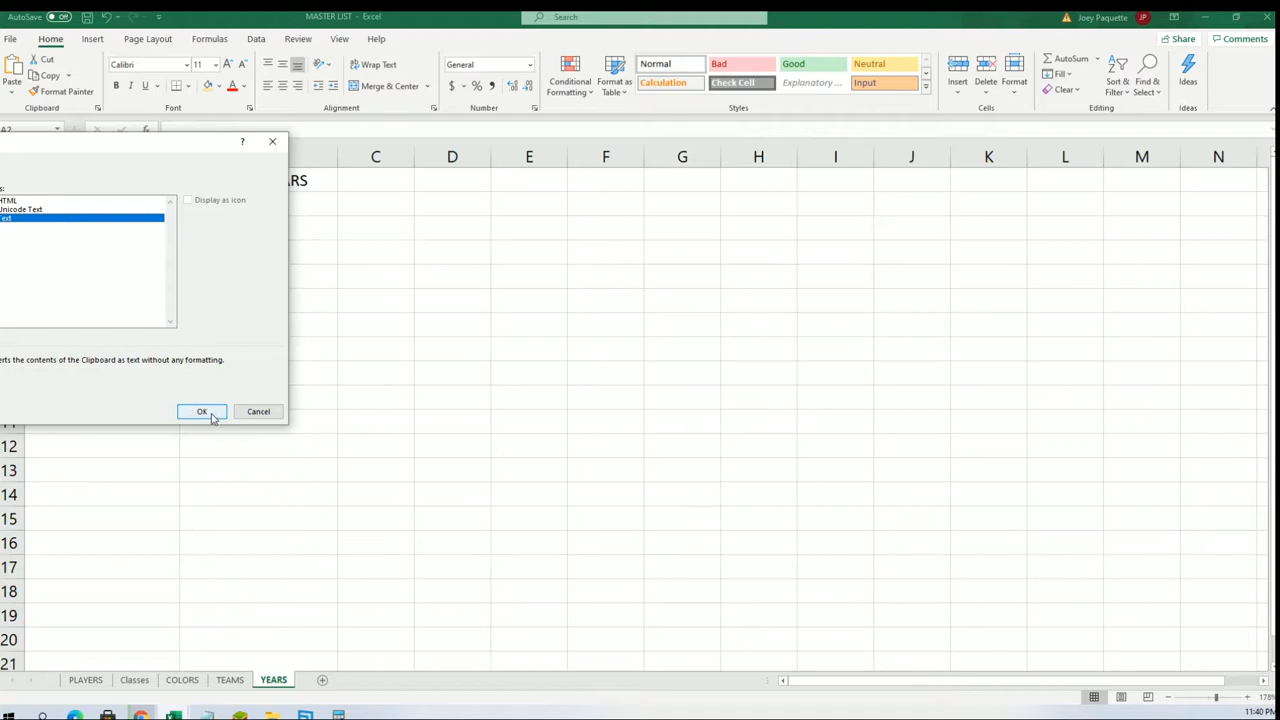 AutoSave Off MASTER LIST - Excel Search Joey Paquette JP
File Home Insert Page Layout Formulas Data Review View Help Share Comments
Cut Calibri 11 Wrap Text General Normal Bad Good Neutral AutoSum
Paste Copy Conditional Format as Insert Delete Format Fill Sort & Find & Ideas
Format Painter B I U Merge & Center Formatting Table Calculation Check Cell Explanatory ... Input Clear Filter Select
Clipboard Font Alignment Number Styles Cells Editing Ideas
A2
C D E F G H I J K L M N
ARS
s:
HTML
Unicode Text
Text
Display as icon
erts the contents of the Clipboard as text without any formatting.
OK Cancel
12
13
14
15
16
17
18
19
20
21
PLAYERS Classes COLORS TEAMS YEARS
178%
11:40 PM